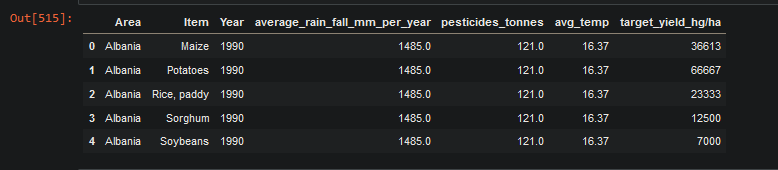 Out[515]:
Area Item Year average_rain_fall_mm_per_year pesticides_tonnes avg_temp target_yield_hg/ha
0 Albania Maize 1990 1485.0 121.0 16.37 36613
1 Albania Potatoes 1990 1485.0 121.0 16.37 66667
2 Albania Rice, paddy 1990 1485.0 121.0 16.37 23333
3 Albania Sorghum 1990 1485.0 121.0 16.37 12500
4 Albania Soybeans 1990 1485.0 121.0 16.37 7000